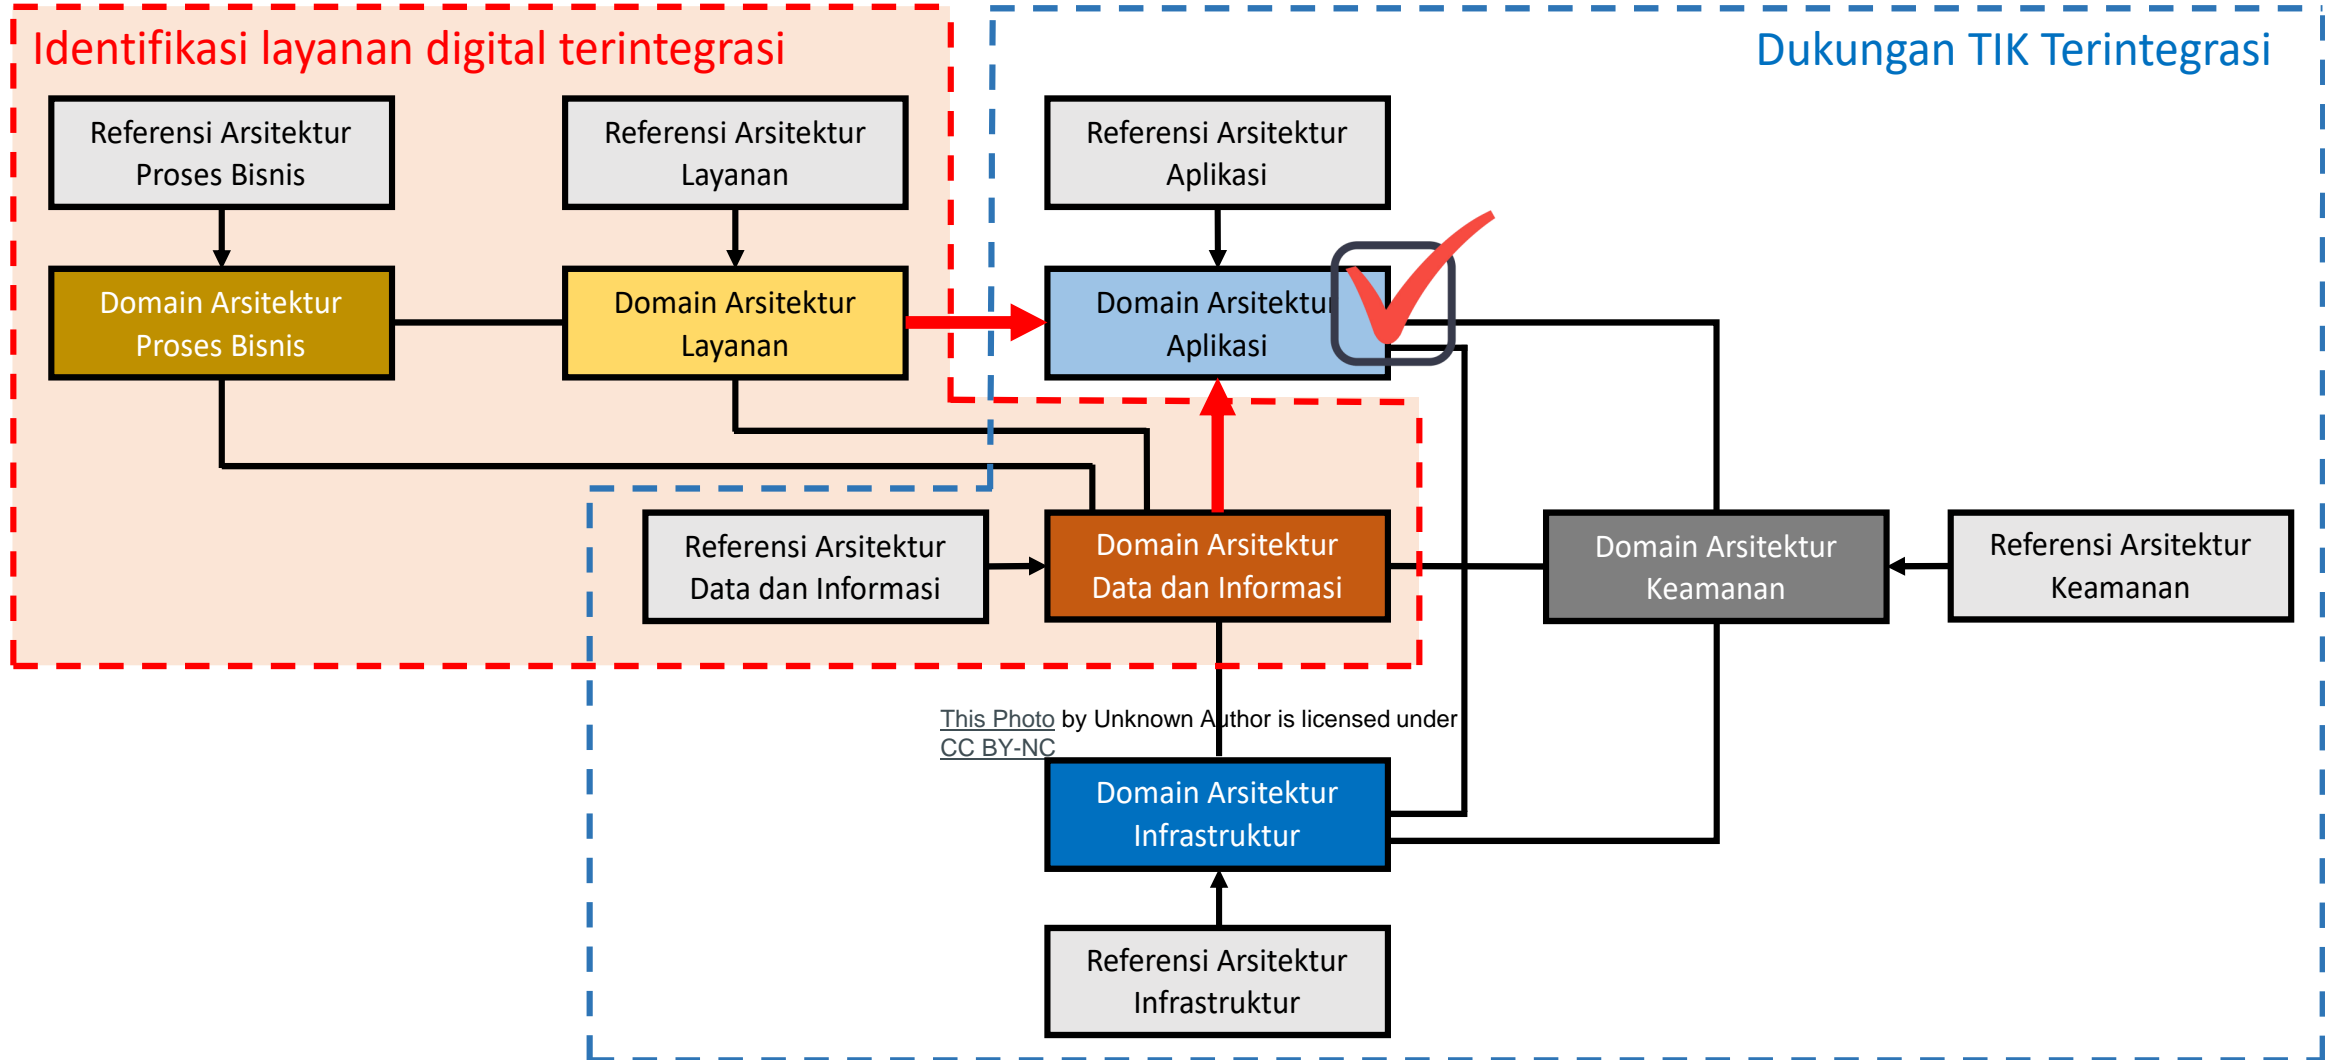 Identifikasi layanan digital terintegrasi
Dukungan TIK Terintegrasi
Referensi Arsitektur
Proses Bisnis
Referensi Arsitektur
Layanan
Referensi Arsitektur
Aplikasi
Domain Arsitektur
Proses Bisnis
Domain Arsitektur
Layanan
Domain Arsitektur
Aplikasi
Referensi Arsitektur
Data dan Informasi
Domain Arsitektur
Data dan Informasi
Domain Arsitektur
Keamanan
Referensi Arsitektur
Keamanan
This Photo by Unknown Author is licensed under
CC BY-NC
Domain Arsitektur
Infrastruktur
Referensi Arsitektur
Infrastruktur